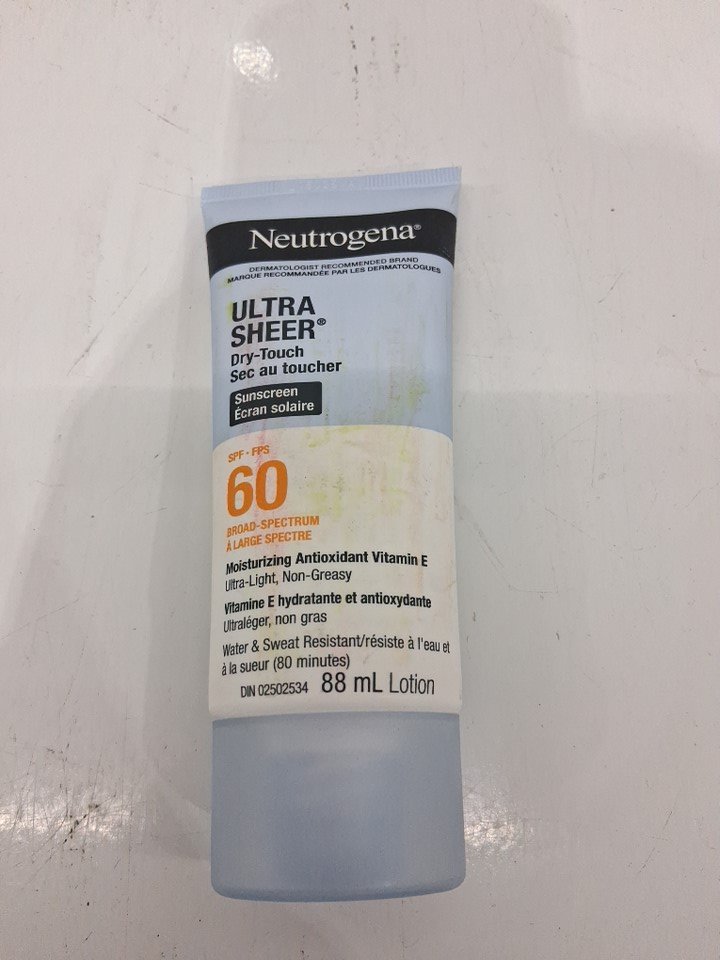 Neutrogena®
DERMATOLOGIST RECOMMENDED BRAND
MARQUE RECOMMANDÉE PAR LES DERMATOLOGUES
ULTRA
SHEER®
Dry-Touch
Sec au toucher
Sunscreen
Écran solaire
SPF • FPS
60
BROAD-SPECTRUM
À LARGE SPECTRE
Moisturizing Antioxidant Vitamin E
Ultra-Light, Non-Greasy
Vitamine E hydratante et antioxydante
Ultraléger, non gras
Water & Sweat Resistant/résiste à l'eau et
à la sueur (80 minutes)
DIN 02502534 88 mL Lotion